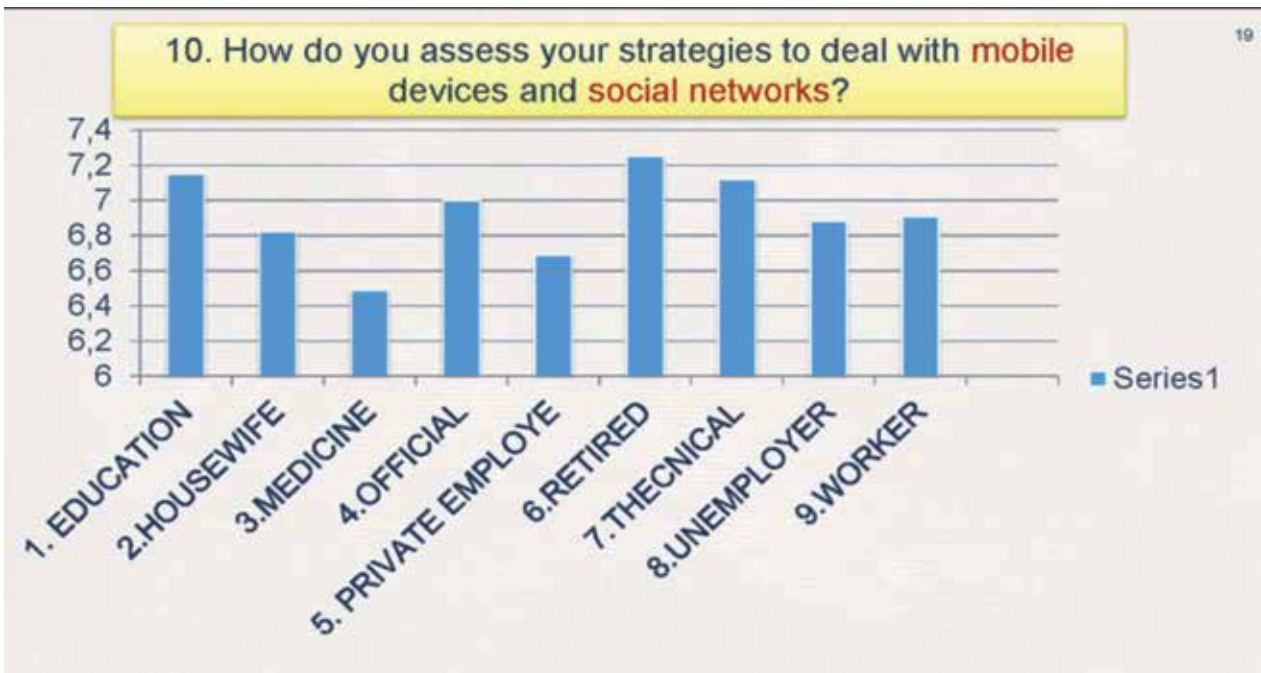 19
10. How do you assess your strategies to deal with mobile
devices and social networks?
7,4
7,2
7
6,8
6,6
6,4
6,2
6
1. EDUCATION
2.HOUSEWIFE
3.MEDICINE
4.OFFICIAL
5. PRIVATE EMPLOYE
6.RETIRED
7.THECNICAL
8.UNEMPLOYER
9.WORKER
Series1